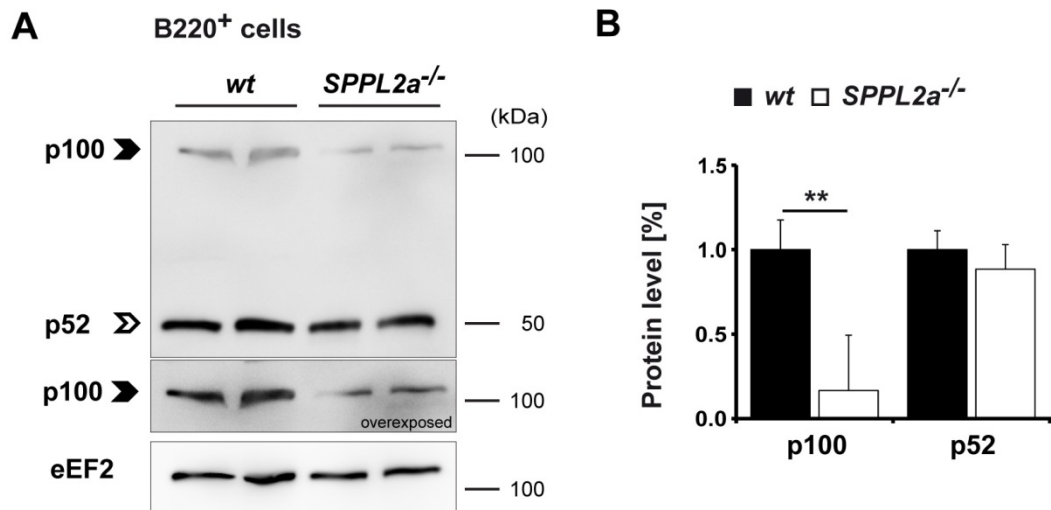 A
B220⁺ cells
wt SPPL2a⁻/⁻
(kDa)
p100
100
p52
50
p100
100
overexposed
eEF2
100
B
wt SPPL2a⁻/⁻
Protein level [%]
1.5
1.0
0.5
0.0
**
p100 p52